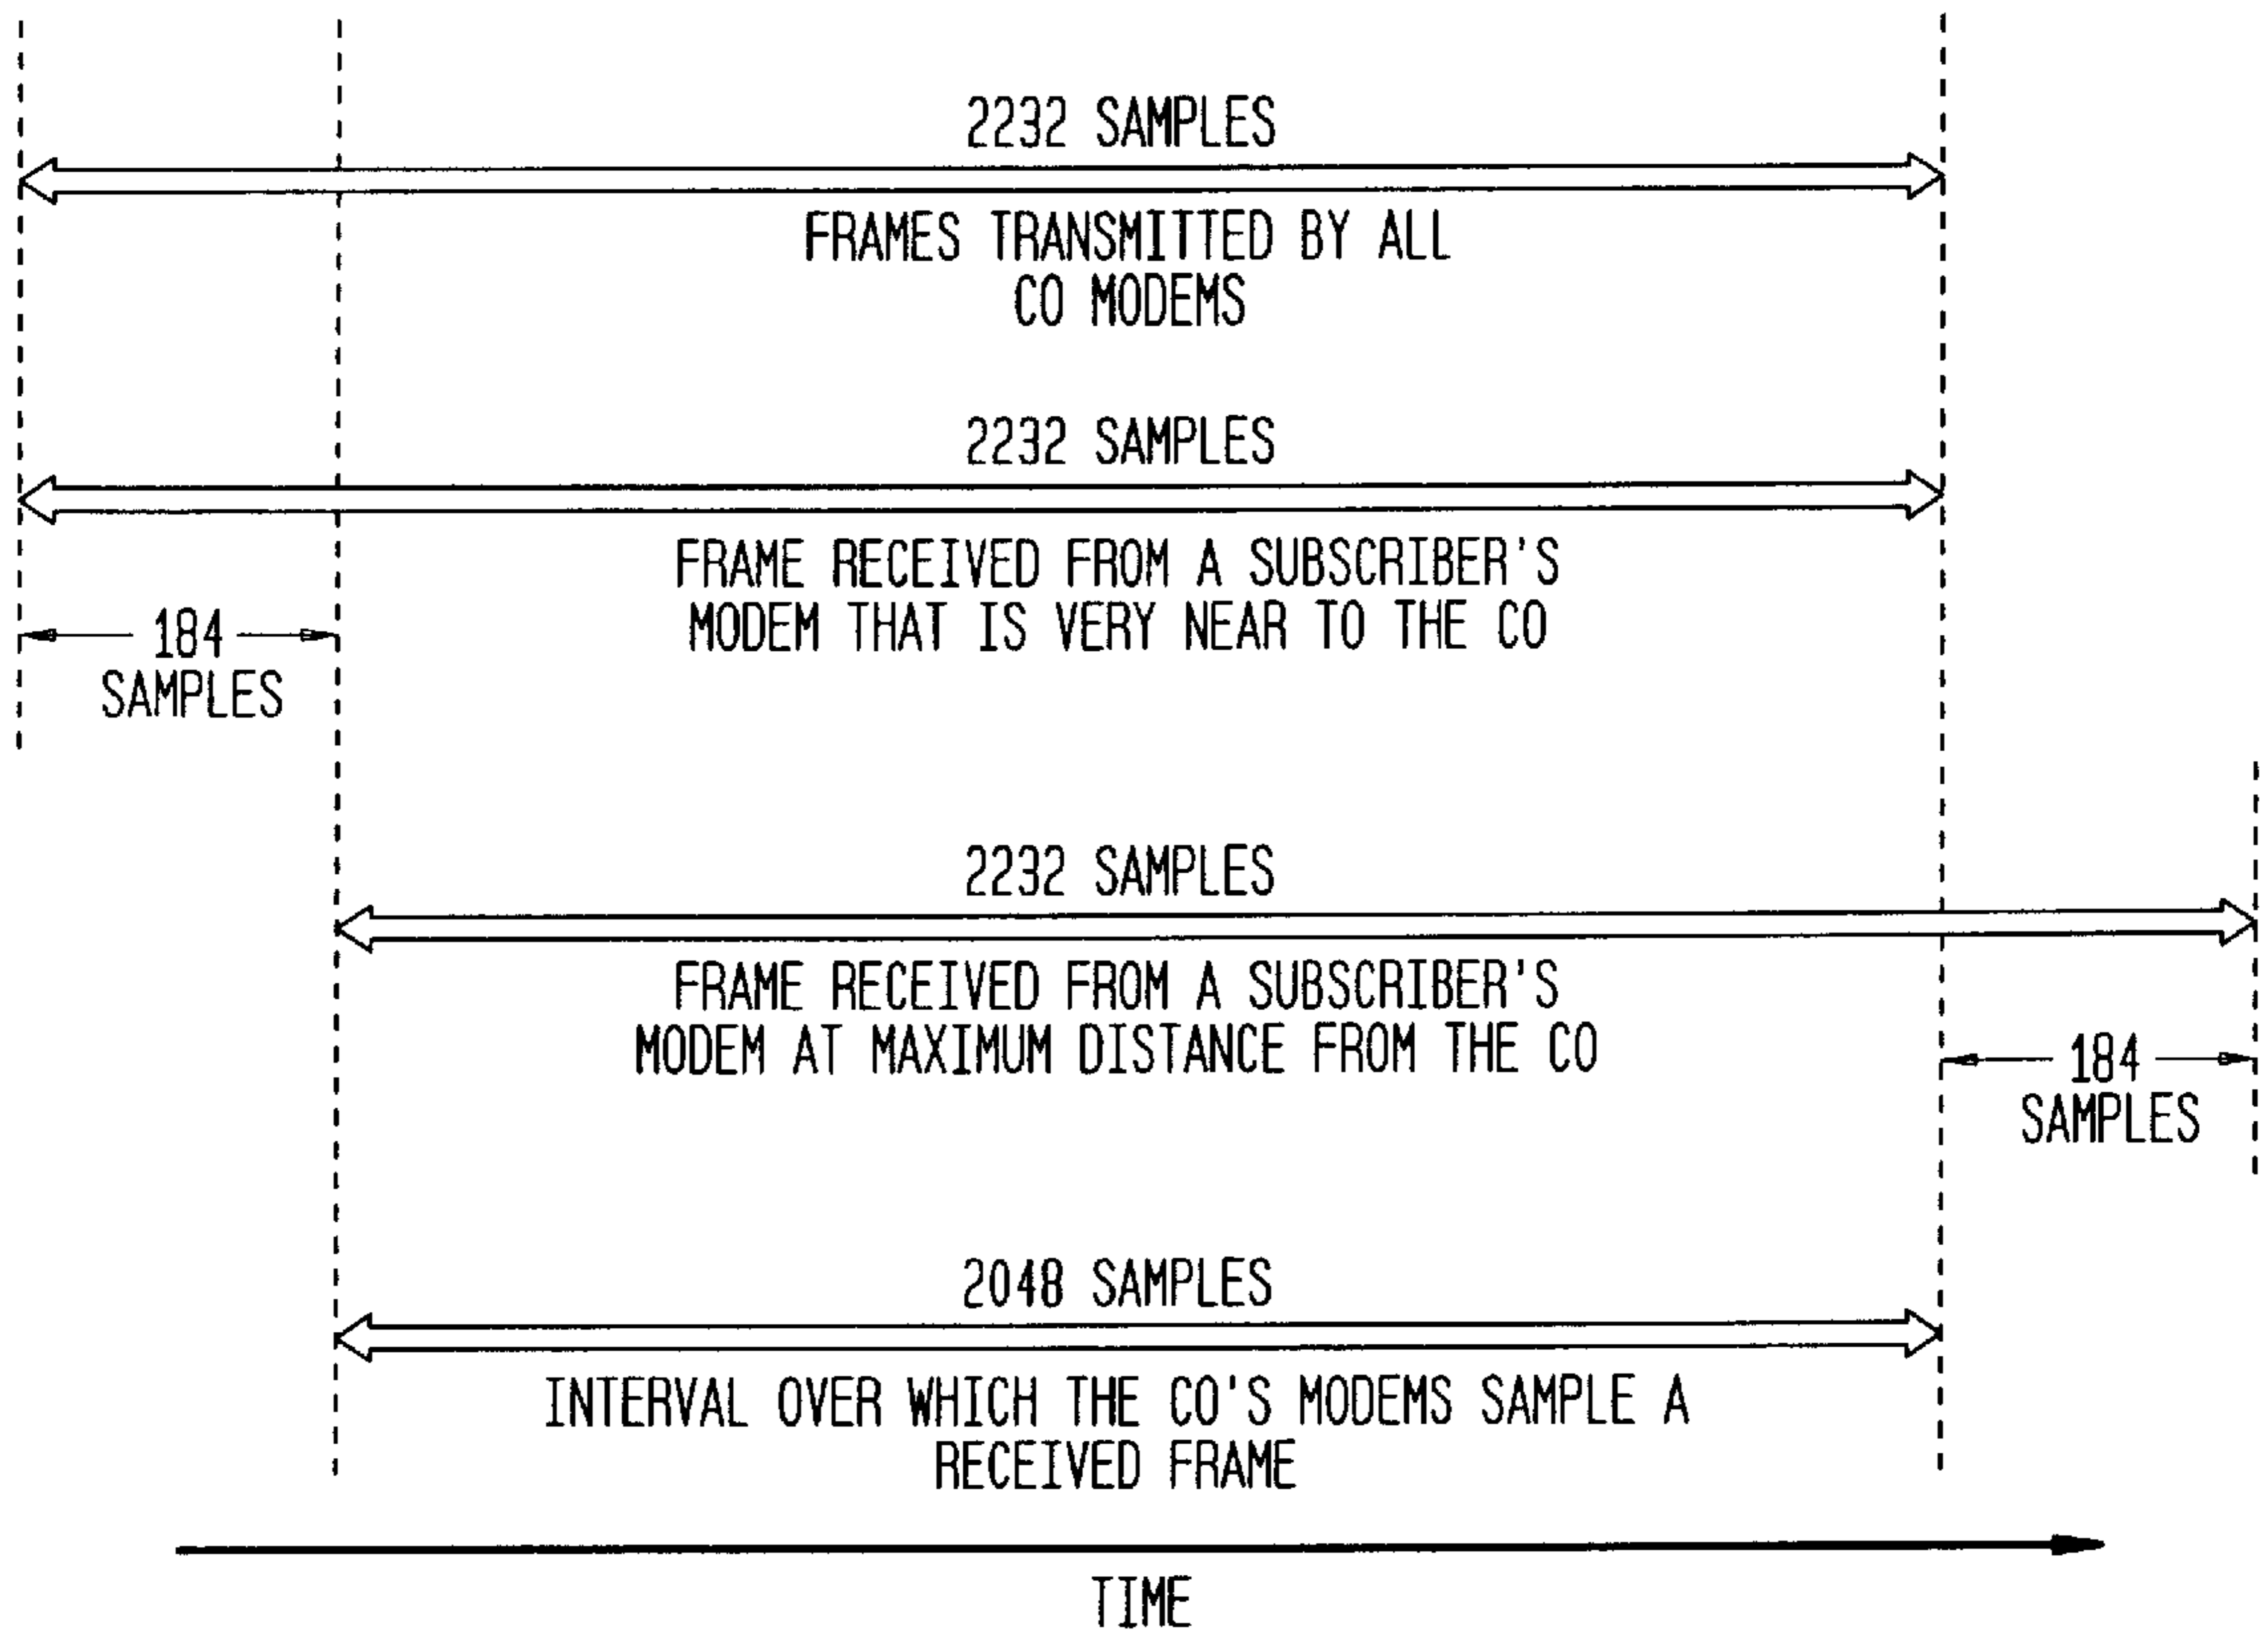 2232 SAMPLES
FRAMES TRANSMITTED BY ALL
CO MODEMS
2232 SAMPLES
FRAME RECEIVED FROM A SUBSCRIBER'S
MODEM THAT IS VERY NEAR TO THE CO
184
SAMPLES
2232 SAMPLES
FRAME RECEIVED FROM A SUBSCRIBER'S
MODEM AT MAXIMUM DISTANCE FROM THE CO
184
SAMPLES
2048 SAMPLES
INTERVAL OVER WHICH THE CO'S MODEMS SAMPLE A
RECEIVED FRAME
TIME